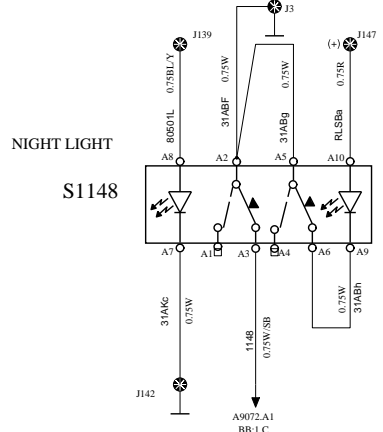 J3
J139
(+)
J147
0.75BL/Y
0.75W
0.75W
0.75R
80501L
31ABF
31ABg
RLSBa
NIGHT LIGHT
A8
A2
A5
A10
S1148
A7
A1
A3
A4
A6
A9
31AKc
0.75W
1148
0.75W/SB
0.75W
31ABh
J142
A9072.A1
BB:1.C